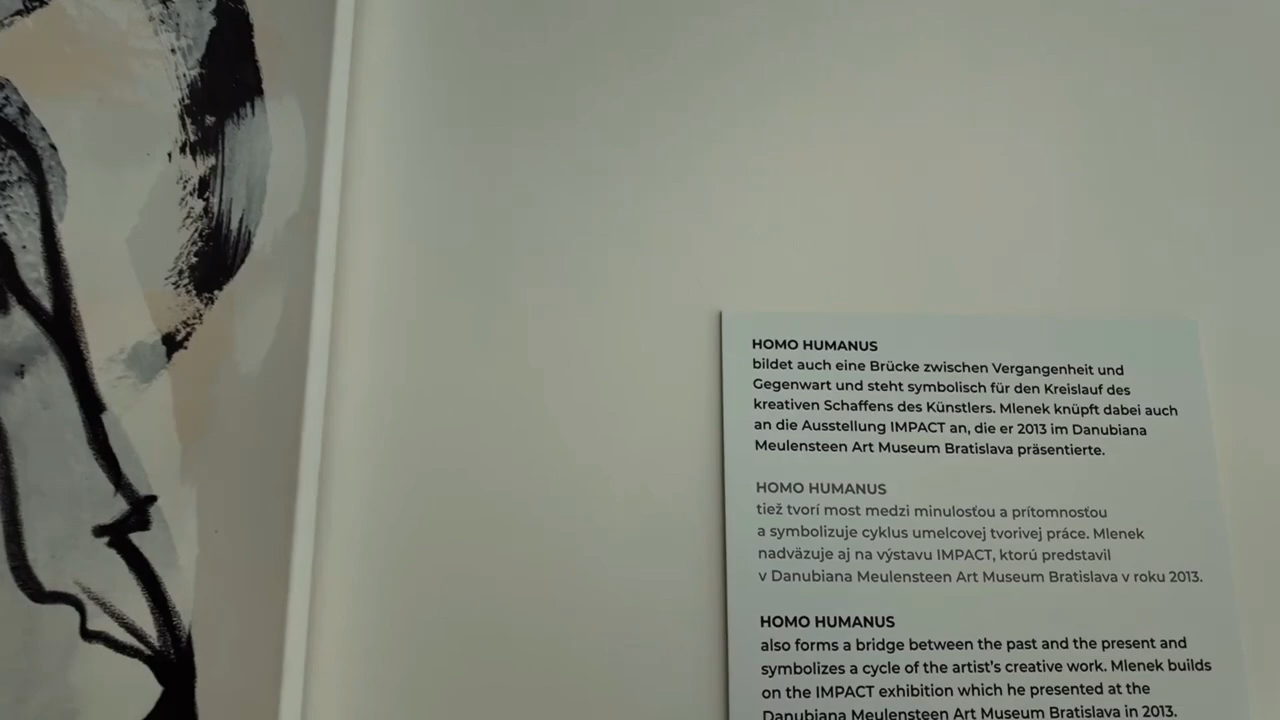 HOMO HUMANUS
bildet auch eine Brücke zwischen Vergangenheit und
Gegenwart und steht symbolisch für den Kreislauf des
kreativen Schaffens des Künstlers. Mlenek knüpft dabei auch
an die Ausstellung IMPACT an, die er 2013 im Danubiana
Meulensteen Art Museum Bratislava präsentierte.
HOMO HUMANUS
tiež tvorí most medzi minulosťou a prítomnosťou
a symbolizuje cyklus umelcovej tvorivej práce. Mlenek
nadväzuje aj na výstavu IMPACT, ktorú predstavil
v Danubiana Meulensteen Art Museum Bratislava v roku 2013.
HOMO HUMANUS
also forms a bridge between the past and the present and
symbolizes a cycle of the artist's creative work. Mlenek builds
on the IMPACT exhibition which he presented at the
Danubiana Meulensteen Art Museum Bratislava in 2013.